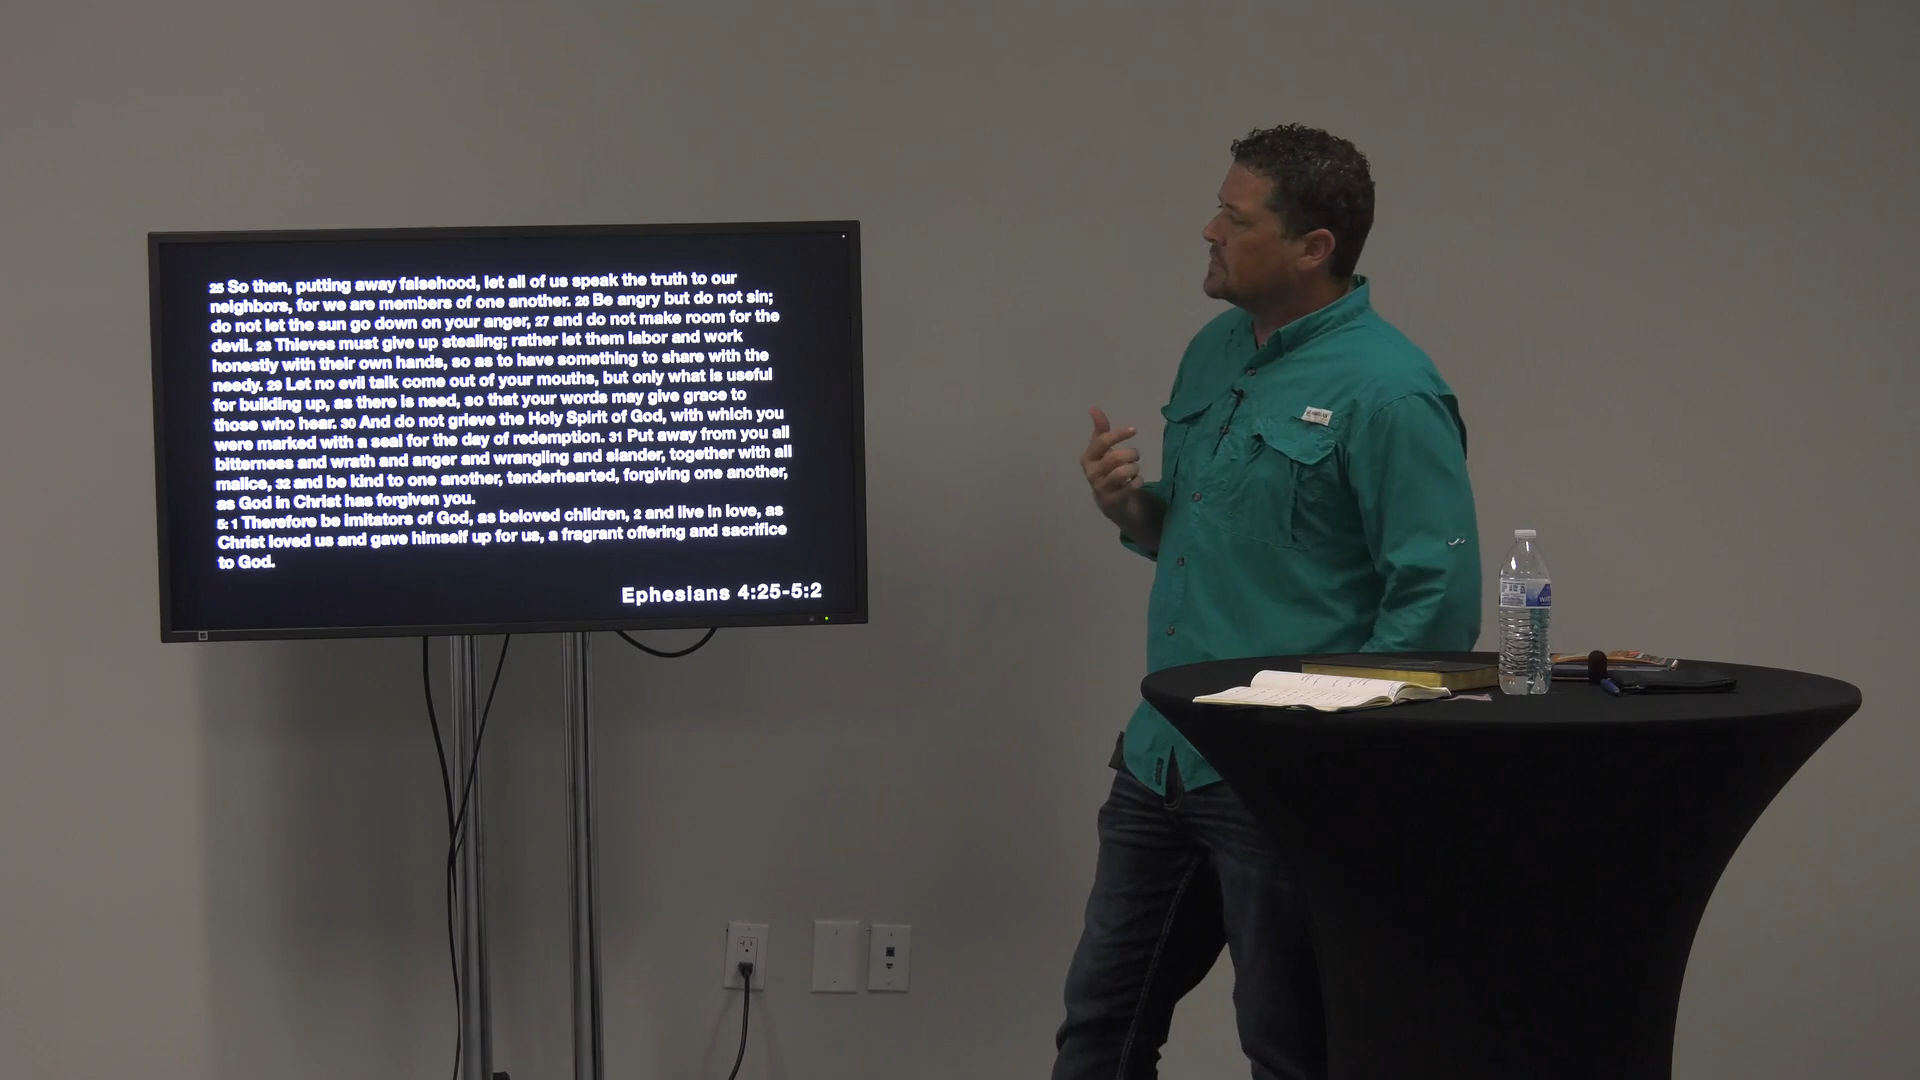 25 So then, putting away falsehood, let all of us speak the truth to our
neighbors, for we are members of one another. 26 Be angry but do not sin;
do not let the sun go down on your anger, 27 and do not make room for the
devil. 28 Thieves must give up stealing; rather let them labor and work
honestly with their own hands, so as to have something to share with the
needy. 29 Let no evil talk come out of your mouths, but only what is useful
for building up, as there is need, so that your words may give grace to
those who hear. 30 And do not grieve the Holy Spirit of God, with which you
were marked with a seal for the day of redemption. 31 Put away from you all
bitterness and wrath and anger and wrangling and slander, together with all
malice, 32 and be kind to one another, tenderhearted, forgiving one another,
as God in Christ has forgiven you.
5:1 Therefore be imitators of God, as beloved children, 2 and live in love, as
Christ loved us and gave himself up for us, a fragrant offering and sacrifice
to God.
Ephesians 4:25-5:2